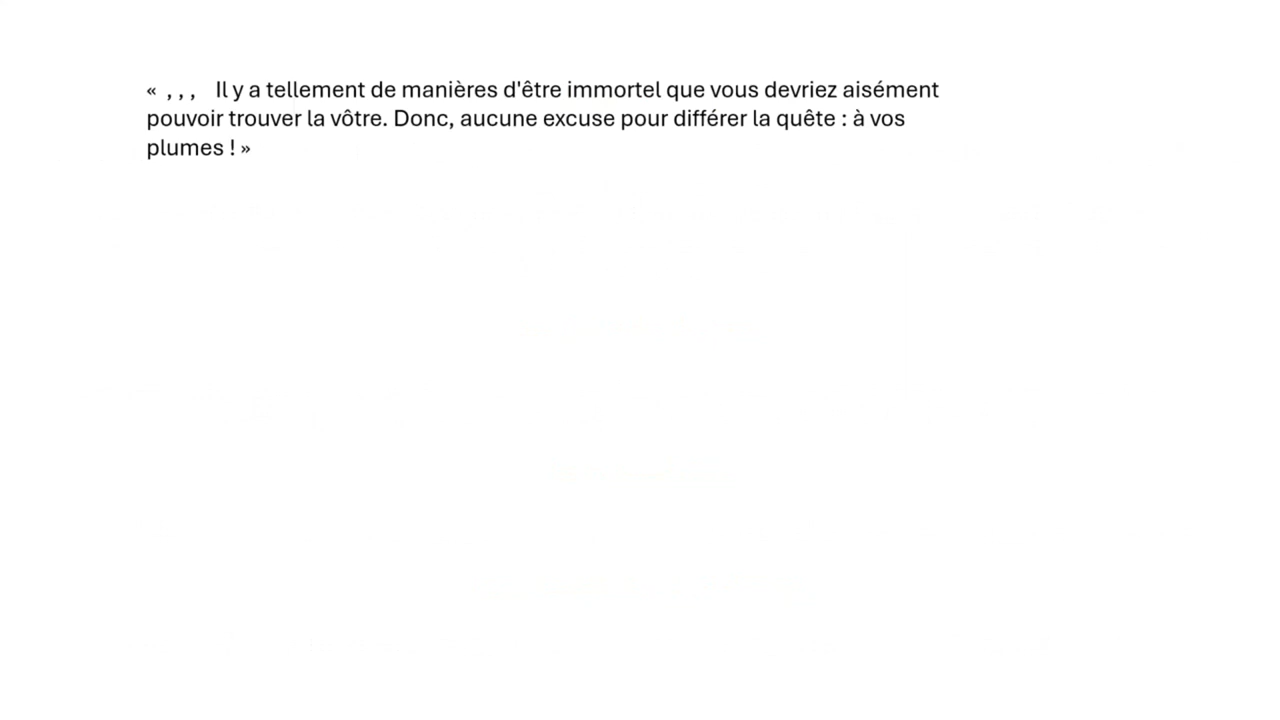 « , , , Il y a tellement de manières d'être immortel que vous devriez aisément
pouvoir trouver la vôtre. Donc, aucune excuse pour différer la quête : à vos
plumes ! »